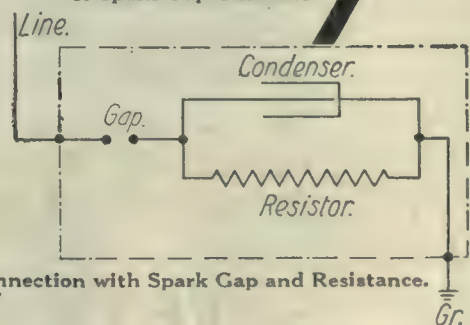 Line.
Condenser.
Gap.
Resistor.
nnection with Spark Gap and Resistance.
Gr.